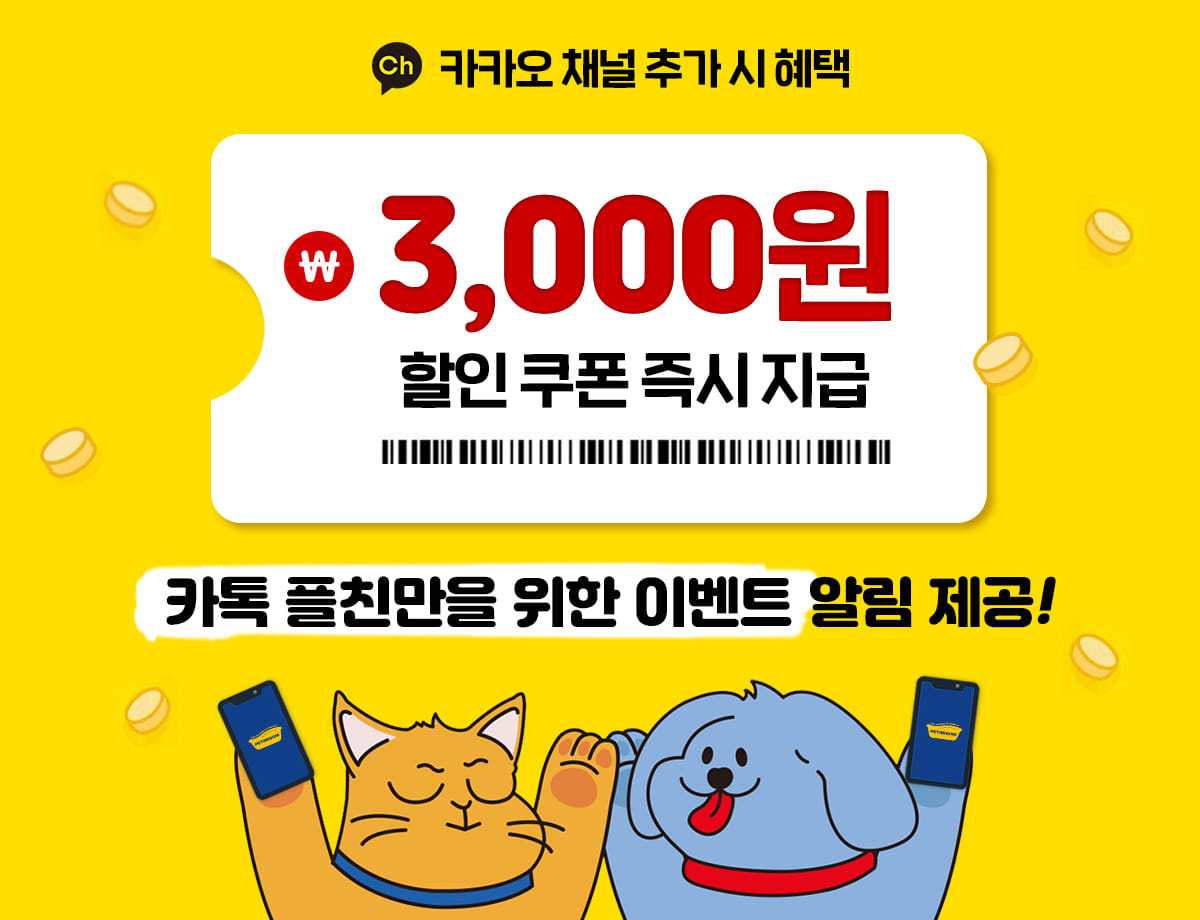 Ch 카카오 채널 추가 시 혜택
₩ 3,000원
할인 쿠폰 즉시 지급
카톡 플친만을 위한 이벤트 알림 제공!